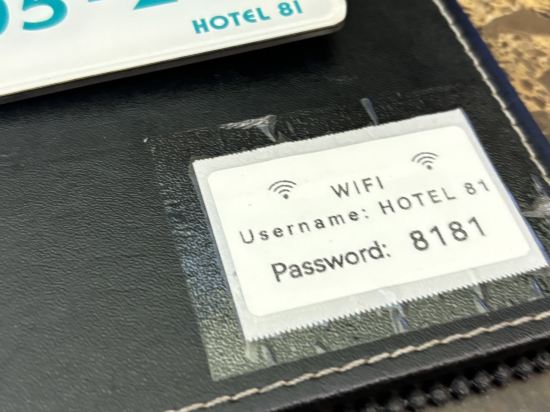 HOTEL 81
WIFI
Username: HOTEL 81
Password: 8181